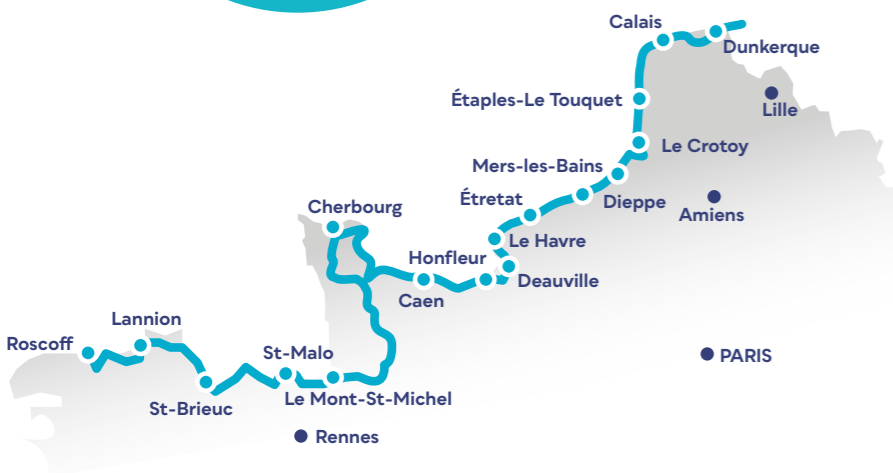 Calais
Dunkerque
Étaples-Le Touquet
Lille
Le Crotoy
Mers-les-Bains
Étretat
Dieppe
Amiens
Cherbourg
Le Havre
Honfleur
Deauville
Caen
Lannion
Roscoff
St-Malo
PARIS
St-Brieuc
Le Mont-St-Michel
Rennes